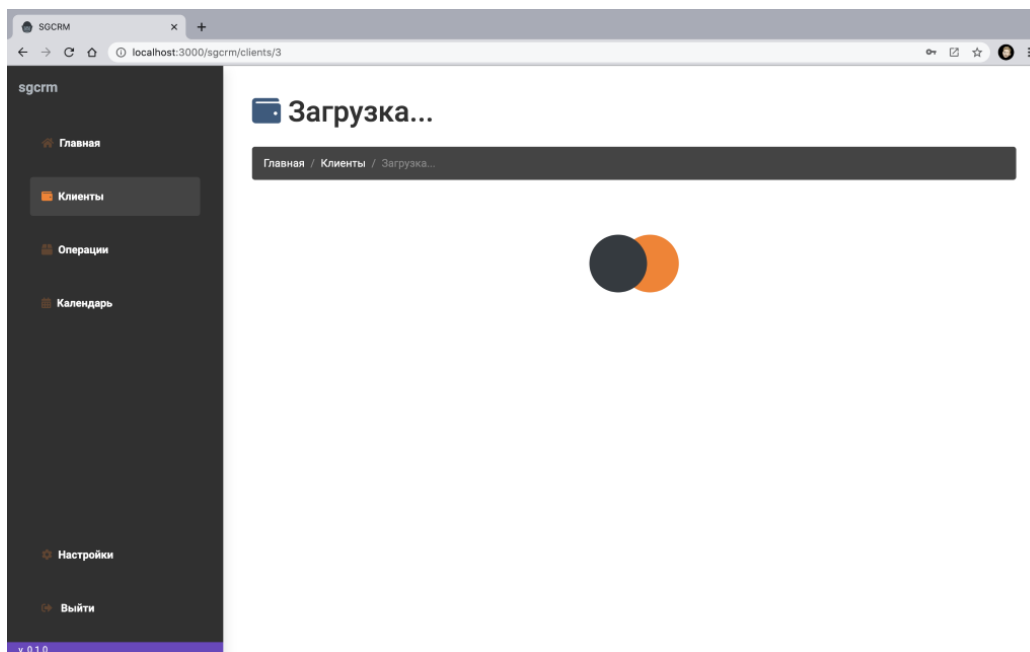 SGCRM
localhost:3000/sgcrm/clients/3
sgcrm
Главная
Клиенты
Операции
Календарь
Настройки
Выйти
v 0.1.0
Загрузка...
Главная / Клиенты / Загрузка...